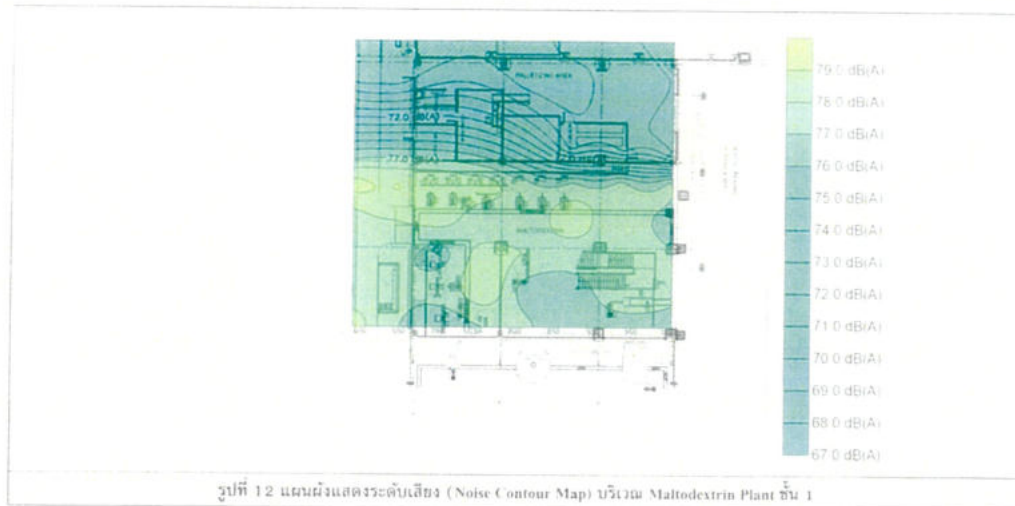 PALLETIZING AREA
72.0 dB(A)
77.0 dB(A)
MALTODEXTRIN
79.0 dB(A)
78.0 dB(A)
77.0 dB(A)
76.0 dB(A)
75.0 dB(A)
74.0 dB(A)
73.0 dB(A)
72.0 dB(A)
71.0 dB(A)
70.0 dB(A)
69.0 dB(A)
68.0 dB(A)
67.0 dB(A)
รูปที่ 12 แผนผังแสดงระดับเสียง (Noise Contour Map) บริเวณ Maltodextrin Plant ชั้น 1